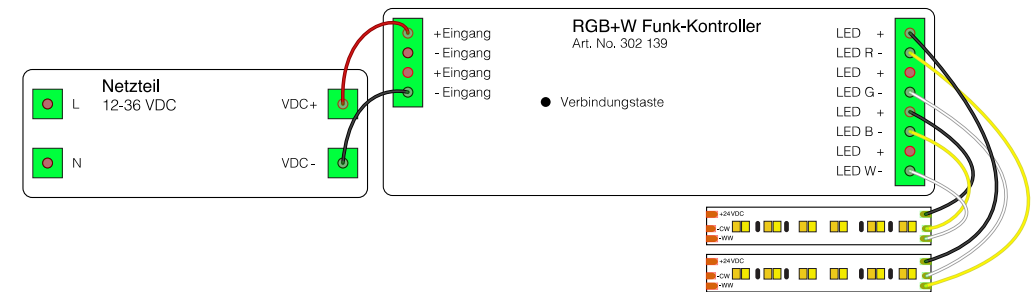 RGB+W Funk-Kontroller
Art. No. 302 139
+Eingang
-Eingang
+Eingang
-Eingang
Verbindungstaste
LED +
LED R -
LED +
LED G -
LED +
LED B -
LED +
LED W-
Netzteil
12-36 VDC
L
N
VDC+
VDC-
+24VDC
-CW
-WW
+24VDC
-CW
-WW